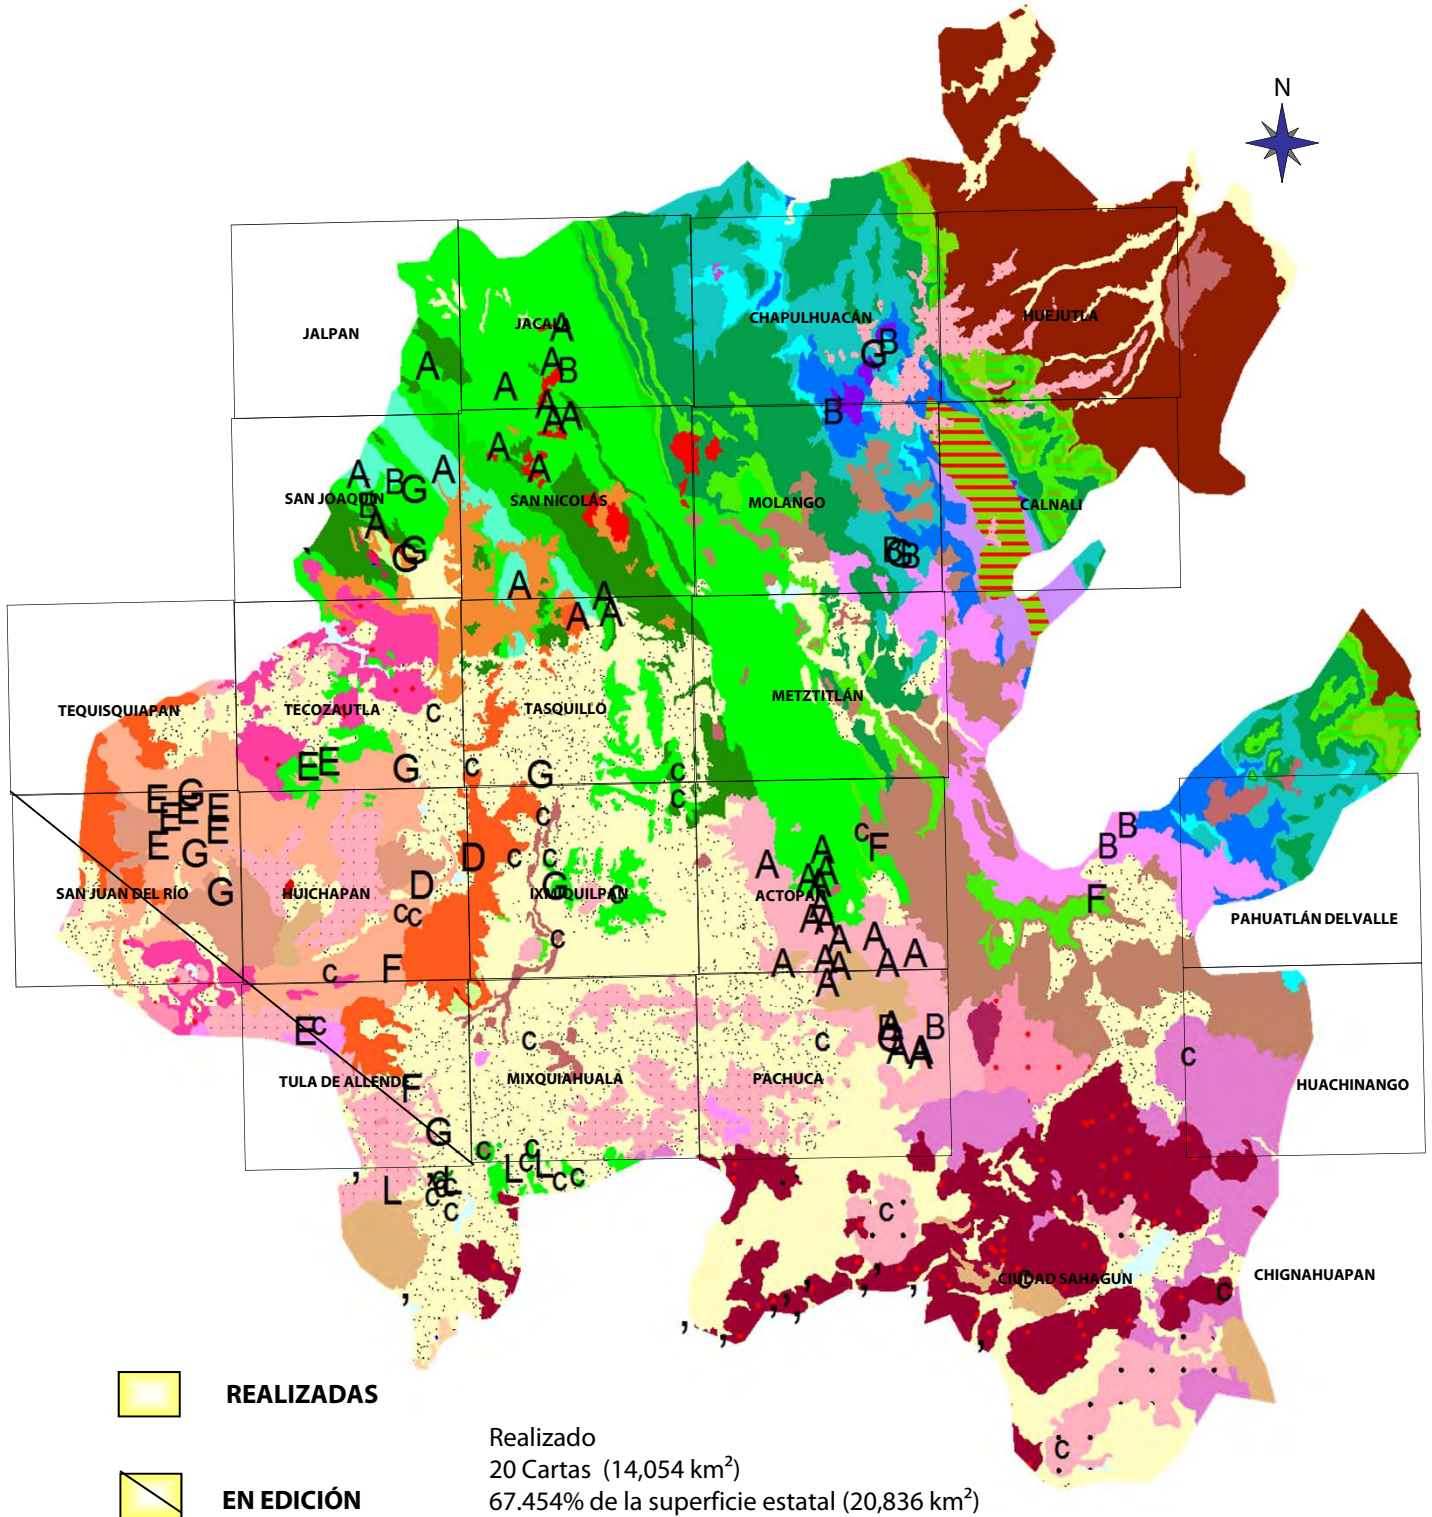 N
JALPAN
JACALA
CHAPULHUACÁN
HUEJUTLA
SAN JOAQUÍN
SAN NICOLÁS
MOLANGO
CALNALI
TEQUISQUIAPAN
TECOZAUTLA
TASQUILLO
METZTITLÁN
SAN JUAN DEL RÍO
HUICHAPAN
IXMIQUILPAN
ACTOPAN
PAHUATLÁN DELVALLE
TULA DE ALLENDE
MIXQUIAHUALA
PACHUCA
HUACHINANGO
CIUDAD SAHAGUN
CHIGNAHUAPAN
REALIZADAS
EN EDICIÓN
Realizado
20 Cartas (14,054 km²)
67.454% de la superficie estatal (20,836 km²)